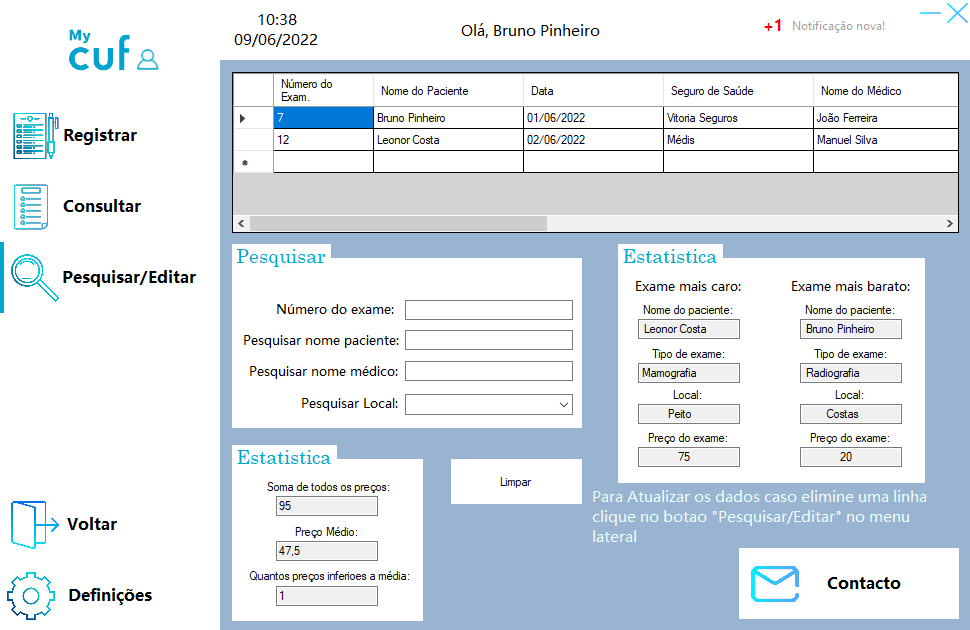 My
cuf
10:38
09/06/2022
Olá, Bruno Pinheiro
+1 Notificação nova!
Registrar
Consultar
Pesquisar/Editar
Voltar
Definições
Número do
Exam.
Nome do Paciente
Data
Seguro de Saúde
Nome do Médico
7 Bruno Pinheiro 01/06/2022 Vitoria Seguros João Ferreira
12 Leonor Costa 02/06/2022 Médis Manuel Silva
Pesquisar
Número do exame:
Pesquisar nome paciente:
Pesquisar nome médico:
Pesquisar Local:
Estatistica
Exame mais caro:
Nome do paciente:
Leonor Costa
Tipo de exame:
Mamografia
Local:
Peito
Preço do exame:
75
Exame mais barato:
Nome do paciente:
Bruno Pinheiro
Tipo de exame:
Radiografia
Local:
Costas
Preço do exame:
20
Estatistica
Soma de todos os preços:
95
Preço Médio:
47,5
Quantos preços inferioes a média:
1
Limpar
Para Atualizar os dados caso elimine uma linha
clique no botao "Pesquisar/Editar" no menu
lateral
Contacto